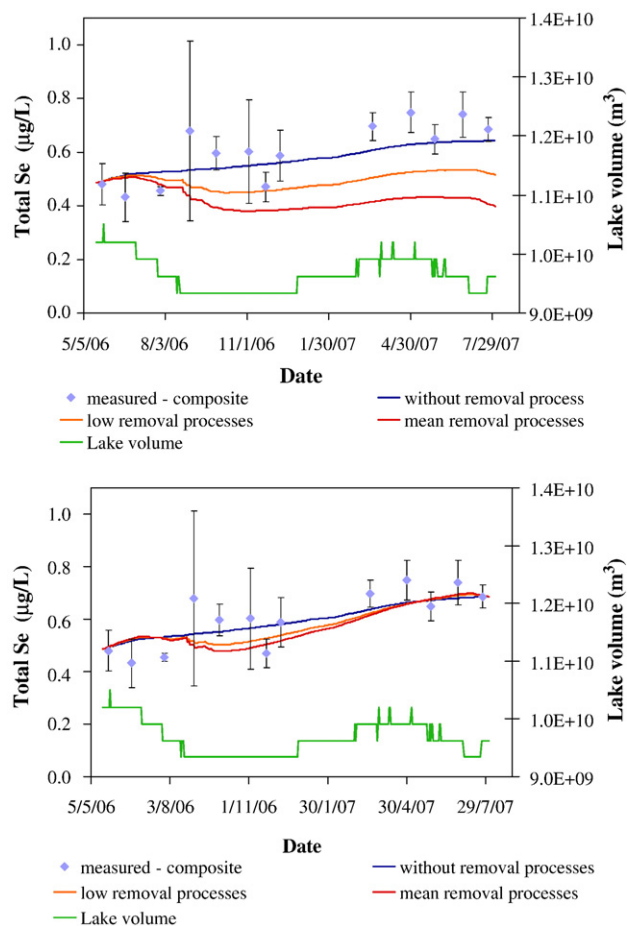 1.4E+10
1.0
1.3E+10
0.8
1.2E+10
0.6
1.1E+10
0.4
1.0E+10
0.2
0.0
9.0E+09
Total Se (µg/L)
Lake volume (m³)
5/5/06 8/3/06 11/1/06 1/30/07 4/30/07 7/29/07
Date
measured - composite without removal process
low removal processes mean removal processes
Lake volume
1.4E+10
1.0
1.3E+10
0.8
1.2E+10
0.6
1.1E+10
0.4
1.0E+10
0.2
0.0
9.0E+09
Total Se (µg/L)
Lake volume (m³)
5/5/06 3/8/06 1/11/06 30/1/07 30/4/07 29/7/07
Date
measured - composite without removal processes
low removal processes mean removal processes
Lake volume